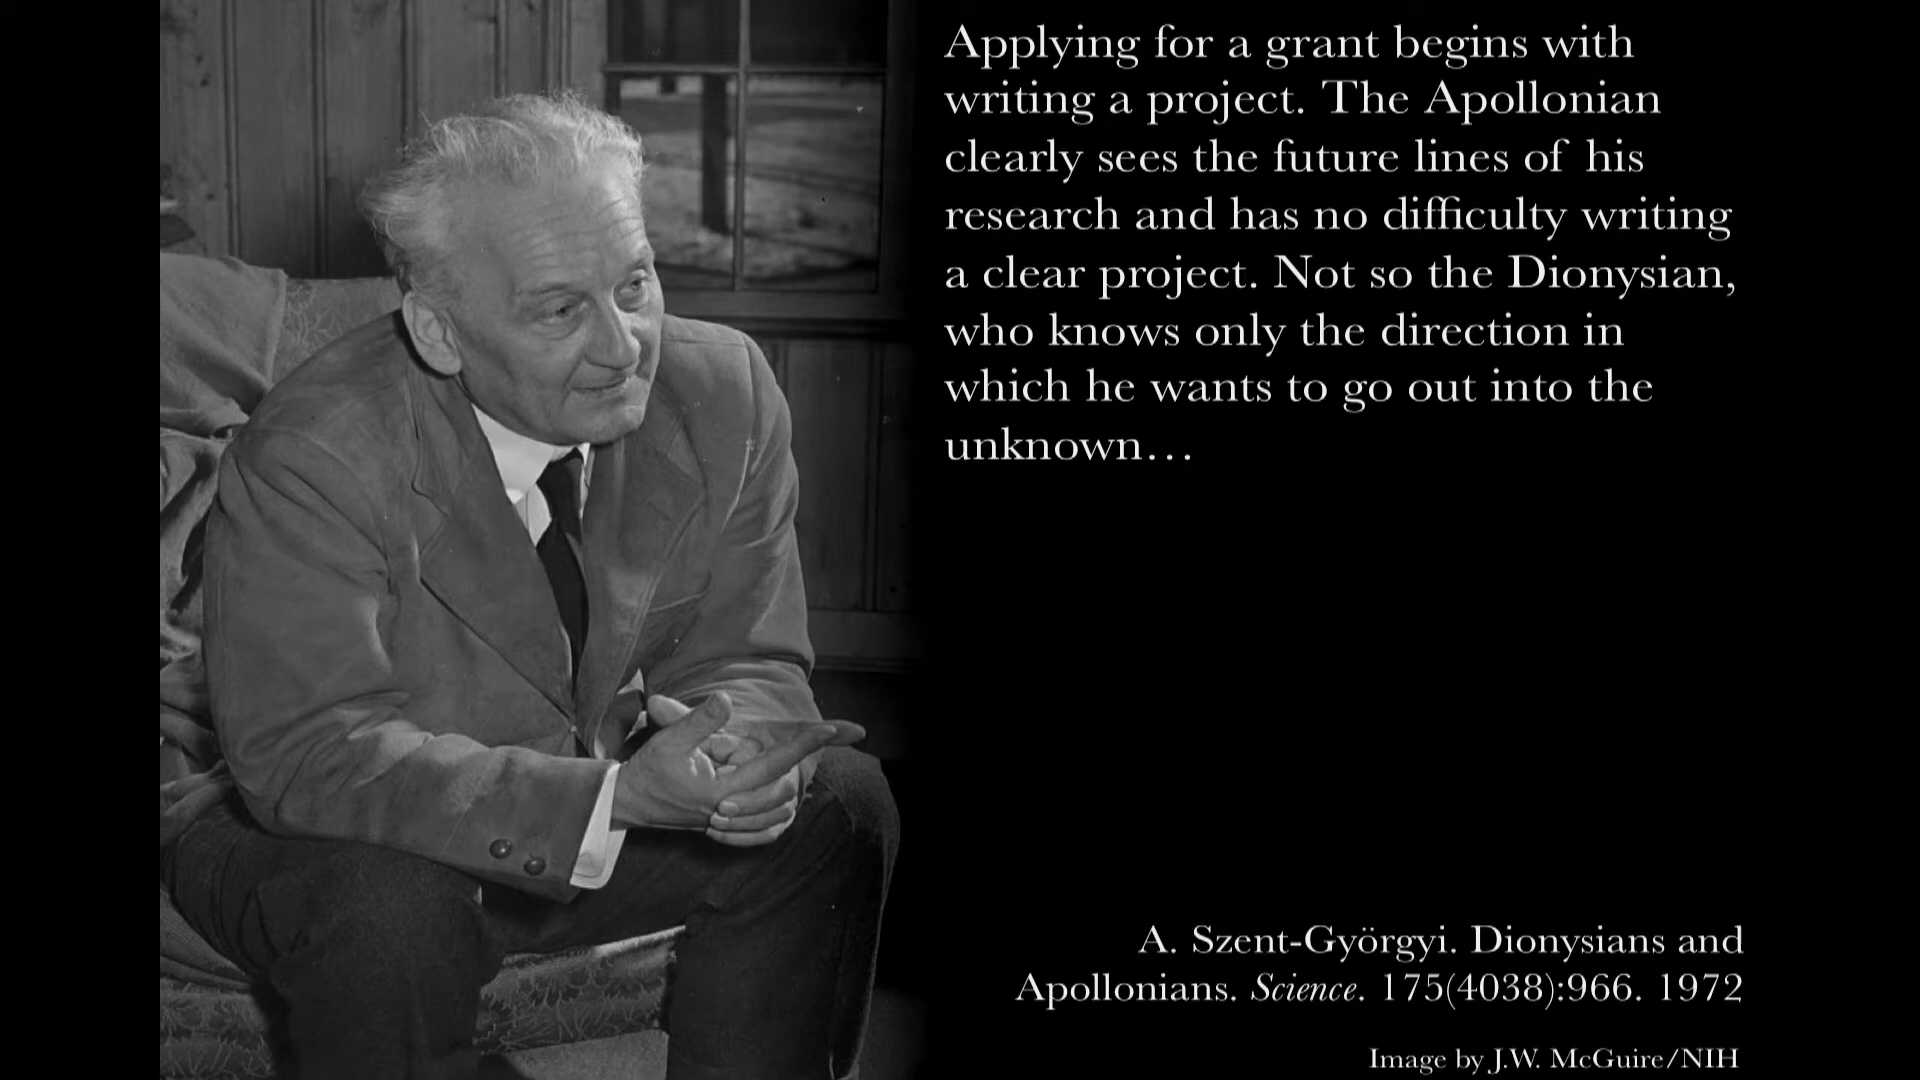 Applying for a grant begins with
writing a project. The Apollonian
clearly sees the future lines of his
research and has no difficulty writing
a clear project. Not so the Dionysian,
who knows only the direction in
which he wants to go out into the
unknown…
A. Szent-Györgyi. Dionysians and
Apollonians. Science. 175(4038):966. 1972
Image by J.W. McGuire/NIH